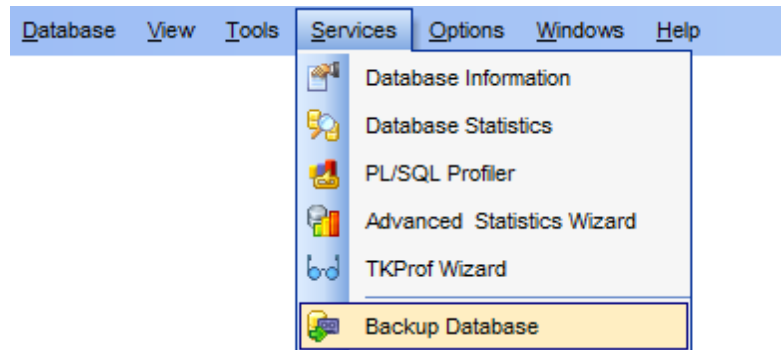 Database View Tools Services Options Windows Help
Database Information
Database Statistics
PL/SQL Profiler
Advanced Statistics Wizard
TKProf Wizard
Backup Database